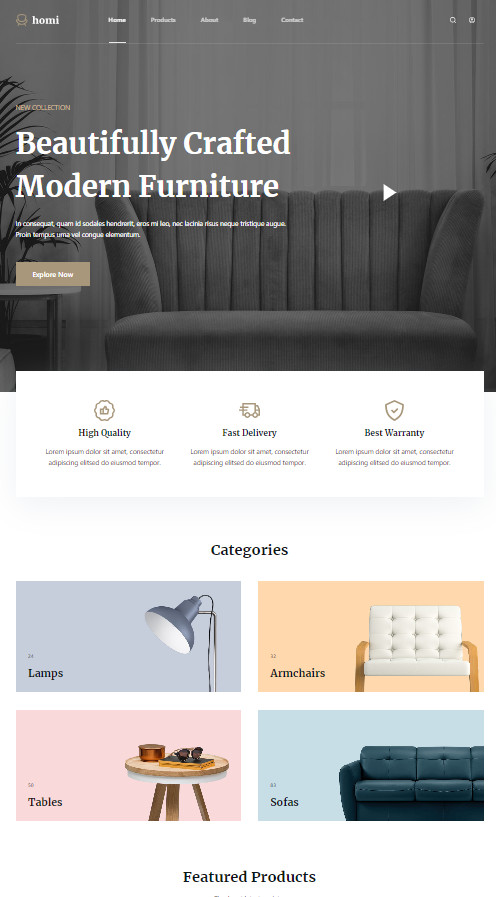 homi
Home
Products
About
Blog
Contact
NEW COLLECTION
Beautifully Crafted
Modern Furniture
In consequat, quam id sodales hendrerit, eros mi leo, nec lacinia risus neque tristique augue.
Proin tempus urna vel congue elementum.
Explore Now
High Quality
Lorem ipsum dolor sit amet, consectetur
adipiscing elitsed do eiusmod tempor.
Fast Delivery
Lorem ipsum dolor sit amet, consectetur
adipiscing elitsed do eiusmod tempor.
Best Warranty
Lorem ipsum dolor sit amet, consectetur
adipiscing elitsed do eiusmod tempor.
Categories
24
Lamps
32
Armchairs
56
Tables
Sofas
Featured Products